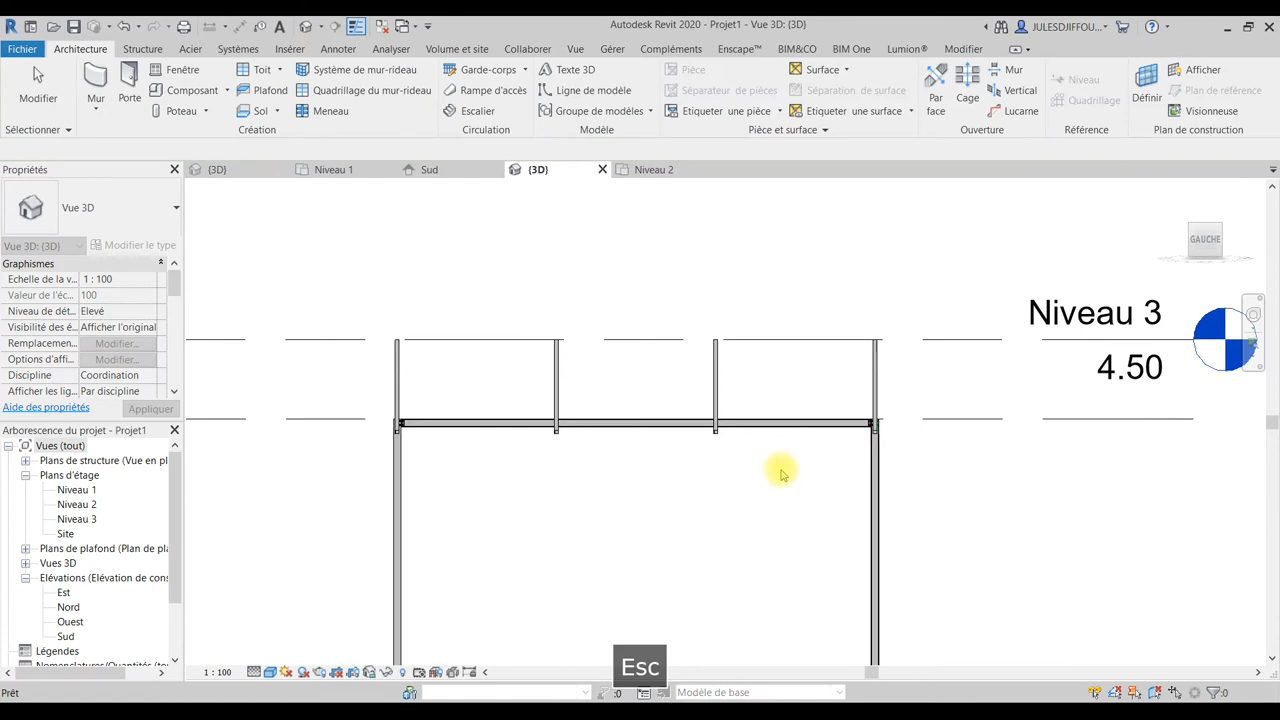 Autodesk Revit 2020 - Projet1 - Vue 3D: {3D}
JULESDJIFFOU...
Fichier Architecture Structure Acier Systèmes Insérer Annoter Analyser Volume et site Collaborer Vue Gérer Compléments Enscape™ BIM&CO BIM One Lumion® Modifier
Modifier
Mur
Porte
Fenêtre
Composant
Poteau
Toit
Plafond
Sol
Système de mur-rideau
Quadrillage du mur-rideau
Meneau
Garde-corps
Rampe d'accès
Escalier
Texte 3D
Ligne de modèle
Groupe de modèles
Pièce
Séparateur de pièces
Etiqueter une pièce
Surface
Séparation de surface
Etiqueter une surface
Par face
Cage
Mur
Vertical
Lucarne
Niveau
Quadrillage
Définir
Afficher
Plan de référence
Visionneuse
Sélectionner Création Circulation Modèle Pièce et surface Ouverture Référence Plan de construction
Propriétés
{3D} Niveau 1 Sud {3D} Niveau 2
Vue 3D
Vue 3D: {3D} Modifier le type
Graphismes
Echelle de la v... 1 : 100
Valeur de l'éc... 100
Niveau de dét... Elevé
Visibilité des é... Afficher l'original
Remplacemen... Modifier...
Options d'affi... Modifier...
Discipline Coordination
Afficher les lig... Par discipline
Aide des propriétés Appliquer
Arborescence du projet - Projet1
Vues (tout)
Plans de structure (Vue en pl
Plans d'étage
Niveau 1
Niveau 2
Niveau 3
Site
Plans de plafond (Plan de pla
Vues 3D
Elévations (Elévation de cons
Est
Nord
Ouest
Sud
Légendes
Nomenclatures/Quantités (to
GAUCHE
Niveau 3
4.50
Esc
1 : 100
Prêt
:0
Modèle de base
:0